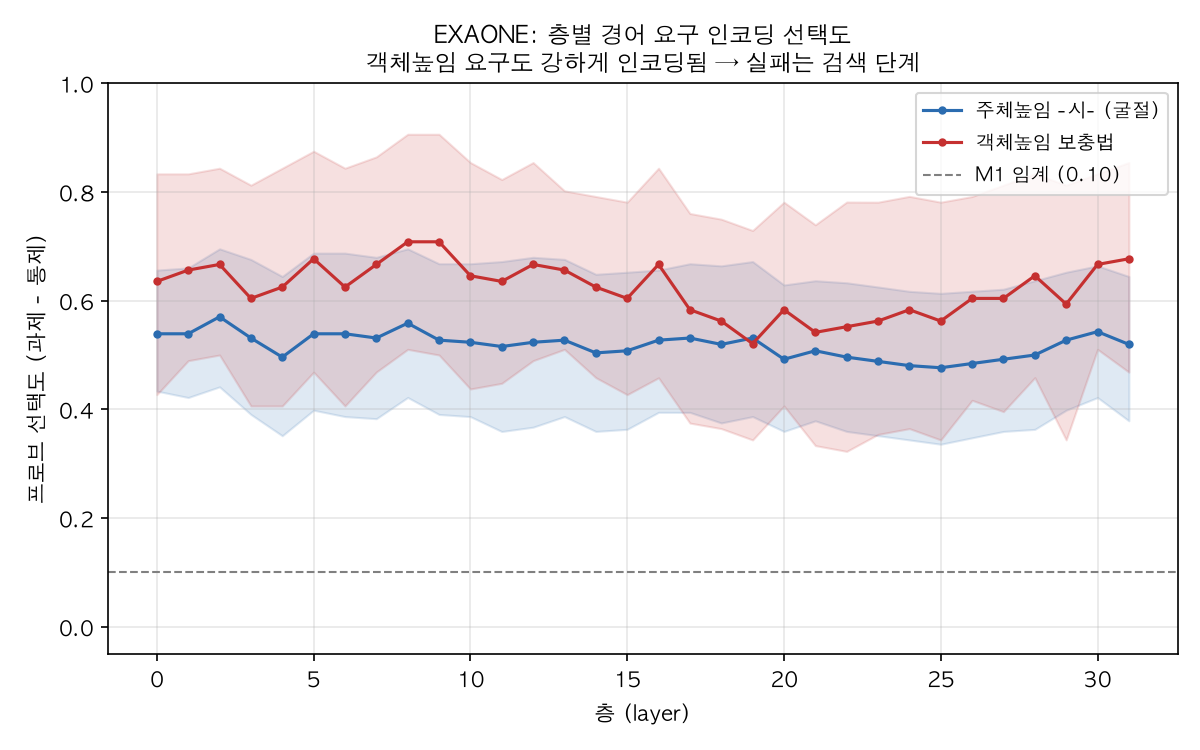 EXAONE: 층별 경어 요구 인코딩 선택도
객체높임 요구도 강하게 인코딩됨 → 실패는 검색 단계
프로브 선택도 (과제 - 통제)
1.0
0.8
0.6
0.4
0.2
0.0
주체높임 -시- (굴절)
객체높임 보충법
M1 임계 (0.10)
0 5 10 15 20 25 30
층 (layer)